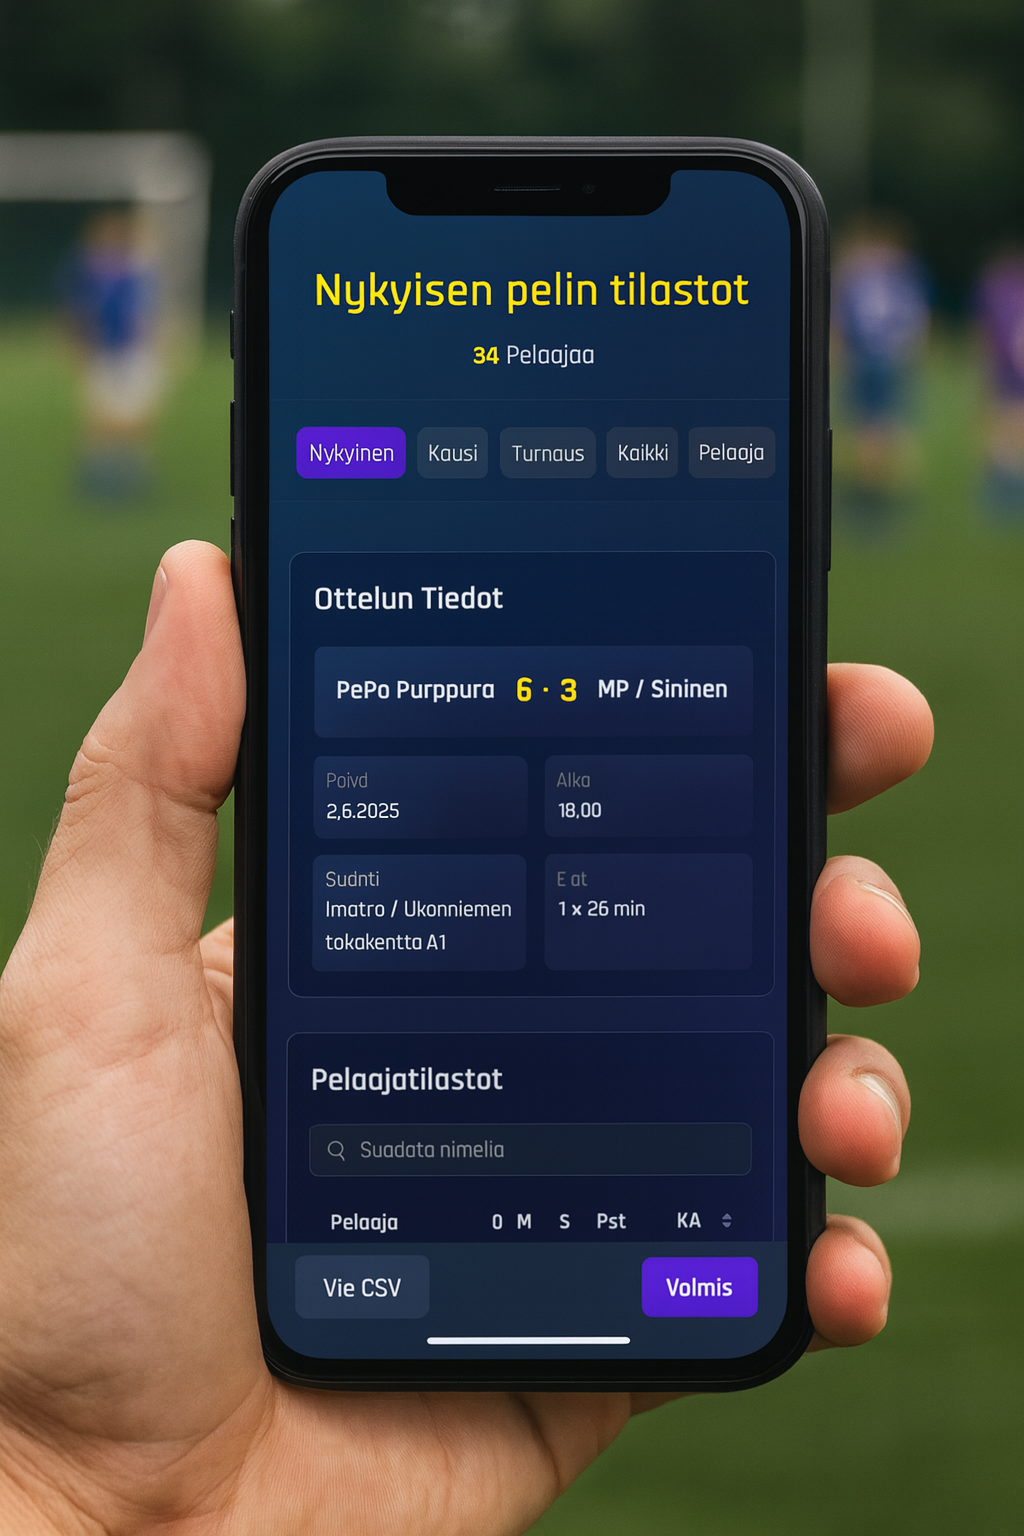 Nykyisen pelin tilastot
34 Pelaajaa
Nykyinen Kausi Turnaus Kaikki Pelaaja
Ottelun Tiedot
PePo Purppura 6 · 3 MP / Sininen
Poivd Alka
2,6.2025 18,00
Sudnti E at
Imatro / Ukonniemen 1 x 26 min
tokakentta A1
Pelaajatilastot
Suadata nimelia
Pelaaja O M S Pst KA
Vie CSV Volmis